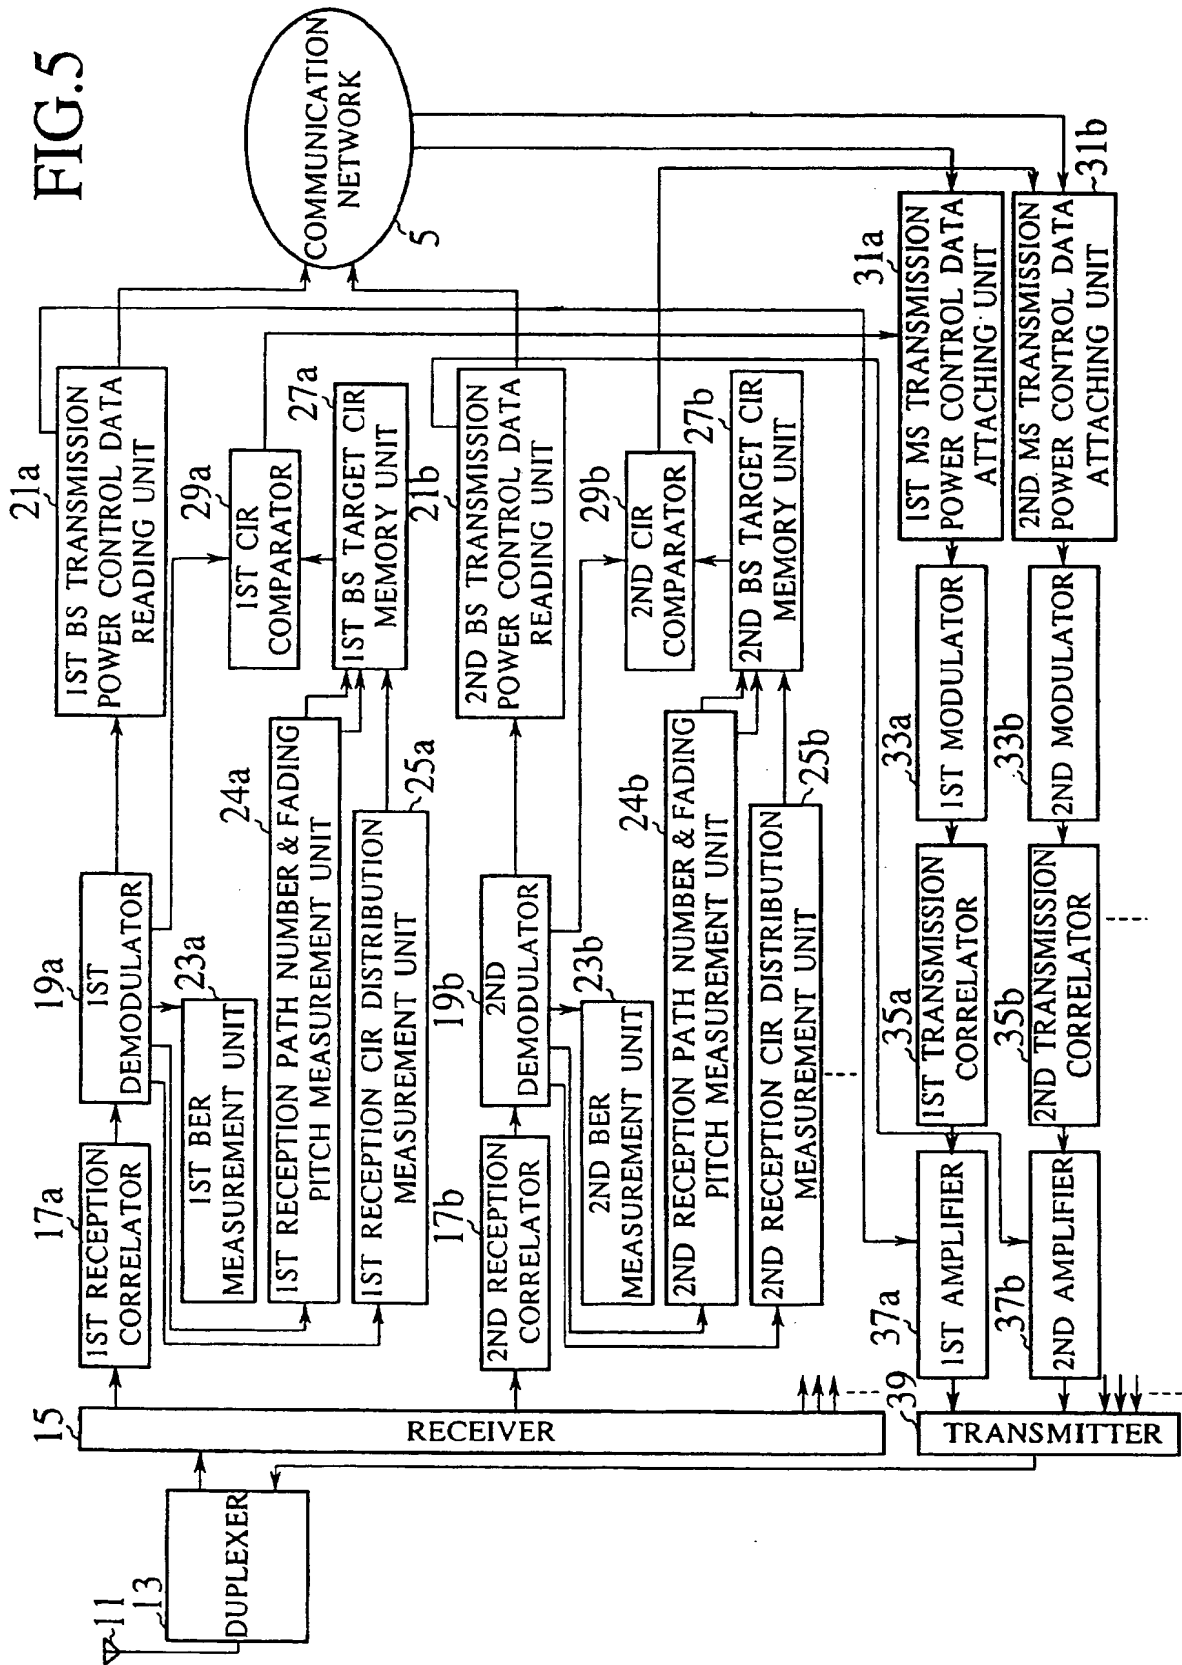 FIG.5
11
13
DUPLEXER
15
RECEIVER
17a
1ST RECEPTION
CORRELATOR
19a
1ST
DEMODULATOR
21a
1ST BS TRANSMISSION
POWER CONTROL DATA
READING UNIT
COMMUNICATION
NETWORK
5
23a
1ST BER
MEASUREMENT UNIT
24a
1ST RECEPTION PATH NUMBER & FADING
PITCH MEASUREMENT UNIT
25a
1ST RECEPTION CIR DISTRIBUTION
MEASUREMENT UNIT
29a
1ST CIR
COMPARATOR
27a
1ST BS TARGET CIR
MEMORY UNIT
17b
2ND RECEPTION
CORRELATOR
19b
2ND
DEMODULATOR
21b
2ND BS TRANSMISSION
POWER CONTROL DATA
READING UNIT
23b
2ND BER
MEASUREMENT UNIT
24b
2ND RECEPTION PATH NUMBER & FADING
PITCH MEASUREMENT UNIT
25b
2ND RECEPTION CIR DISTRIBUTION
MEASUREMENT UNIT
29b
2ND CIR
COMPARATOR
27b
2ND BS TARGET CIR
MEMORY UNIT
39
TRANSMITTER
37a
1ST AMPLIFIER
35a
1ST TRANSMISSION
CORRELATOR
33a
1ST MODULATOR
31a
1ST MS TRANSMISSION
POWER CONTROL DATA
ATTACHING UNIT
37b
2ND AMPLIFIER
35b
2ND TRANSMISSION
CORRELATOR
33b
2ND MODULATOR
31b
2ND MS TRANSMISSION
POWER CONTROL DATA
ATTACHING UNIT